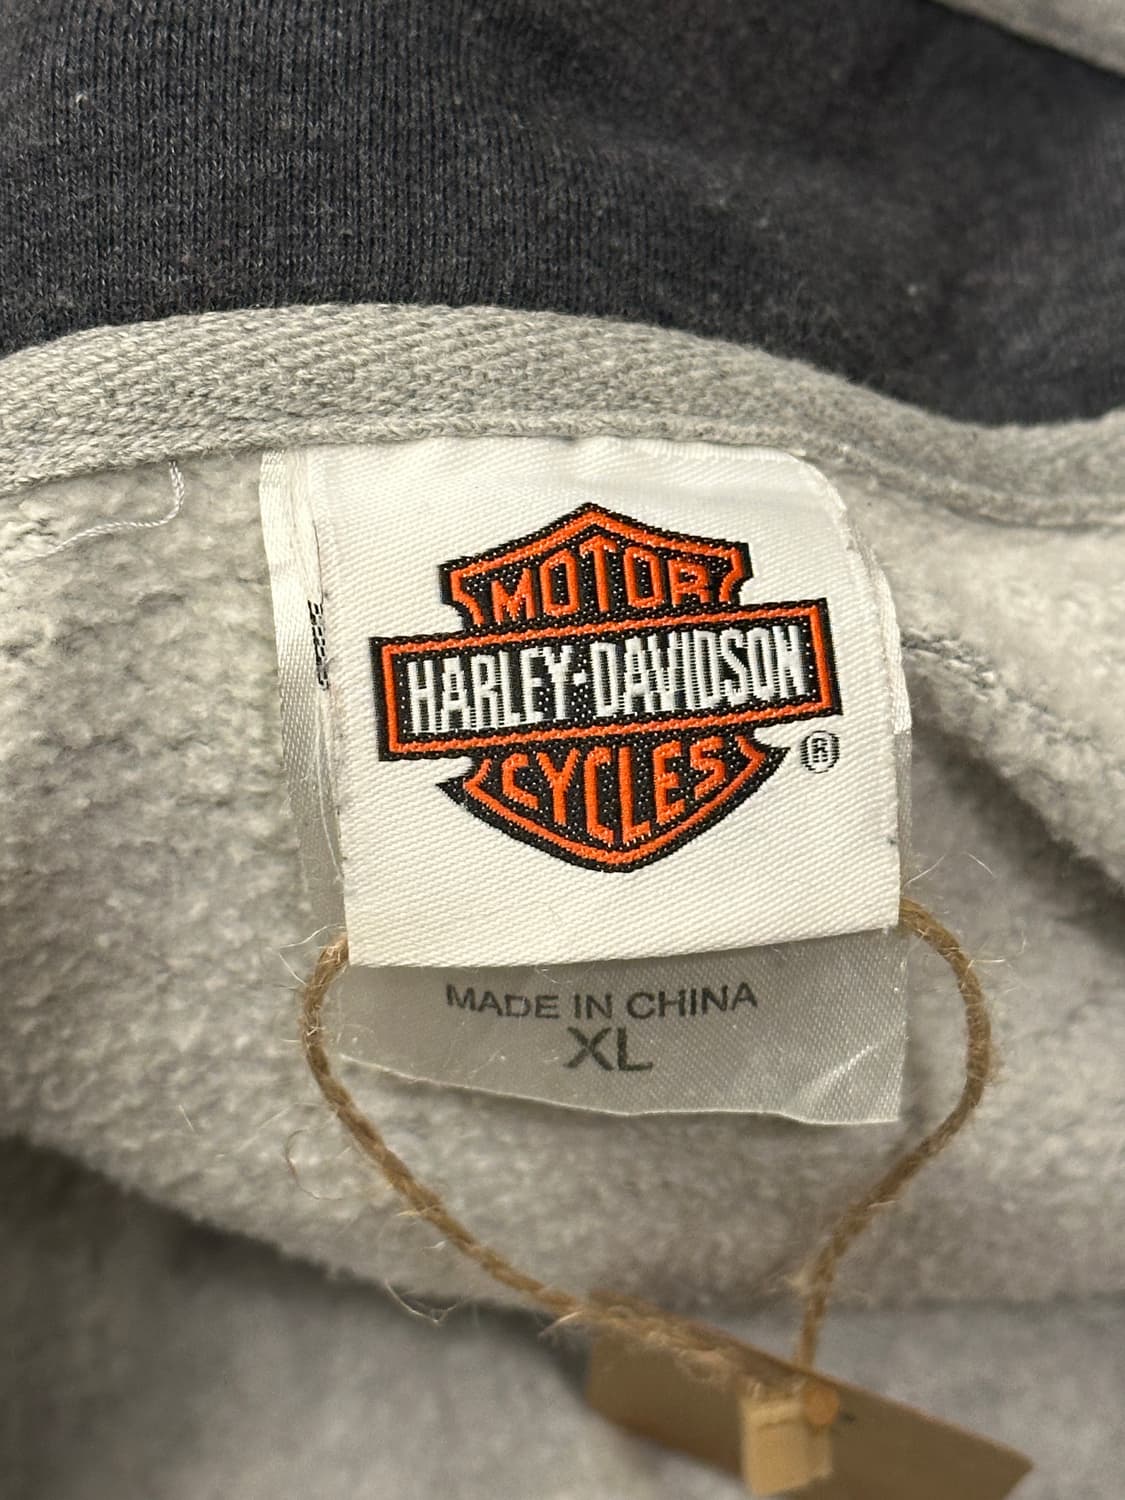 MOTOR
HARLEY-DAVIDSON
CYCLES
®
MADE IN CHINA
XL